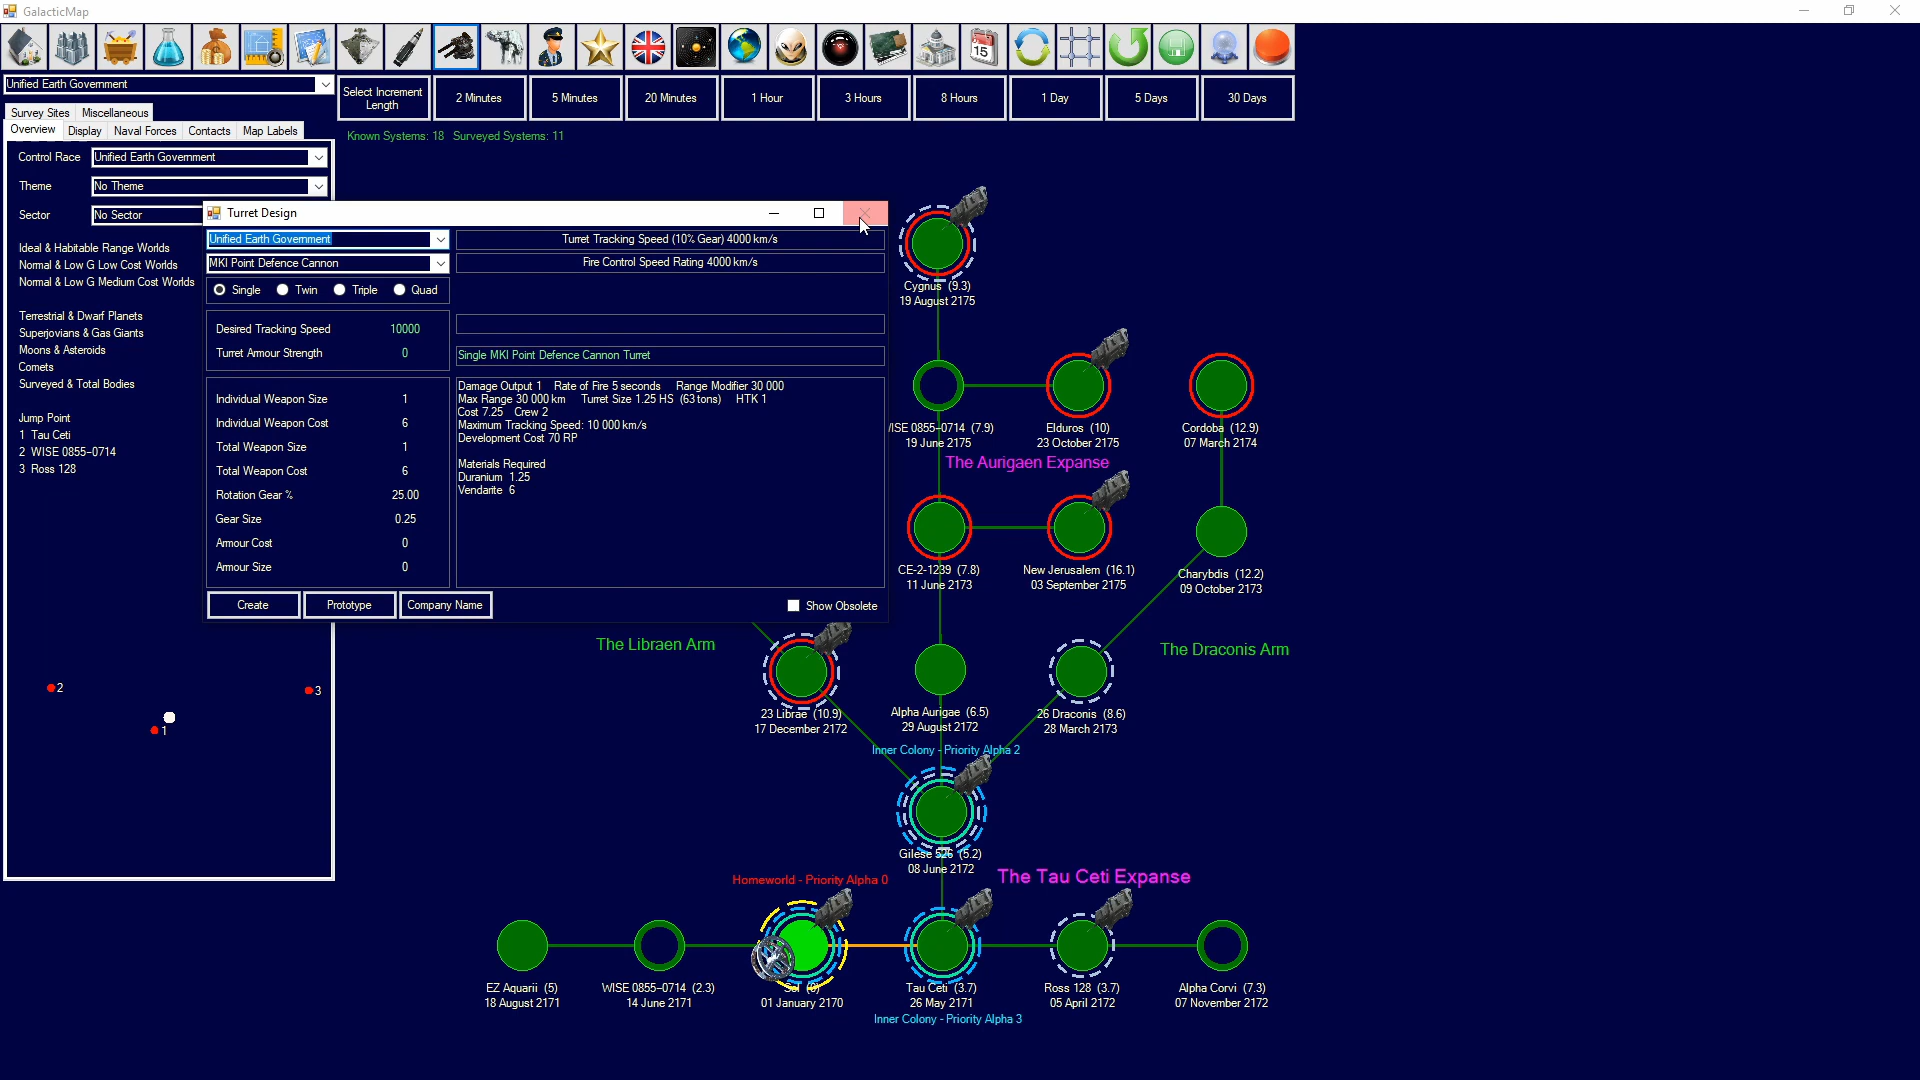 GalacticMap
15
Unified Earth Government
Select Increment Length
2 Minutes
5 Minutes
20 Minutes
1 Hour
3 Hours
8 Hours
1 Day
5 Days
30 Days
Survey Sites Miscellaneous
Overview Display Naval Forces Contacts Map Labels
Known Systems: 18 Surveyed Systems: 11
Control Race Unified Earth Government
Theme No Theme
Sector No Sector
Ideal & Habitable Range Worlds
Normal & Low G Low Cost Worlds
Normal & Low G Medium Cost Worlds
Terrestrial & Dwarf Planets
Superjovians & Gas Giants
Moons & Asteroids
Comets
Surveyed & Total Bodies
Jump Point
1 Tau Ceti
2 WISE 0855-0714
3 Ross 128
2
3
1
Turret Design
Unified Earth Government
MKI Point Defence Cannon
Single Twin Triple Quad
Desired Tracking Speed 10000
Turret Armour Strength 0
Individual Weapon Size 1
Individual Weapon Cost 6
Total Weapon Size 1
Total Weapon Cost 6
Rotation Gear % 25.00
Gear Size 0.25
Armour Cost 0
Armour Size 0
Turret Tracking Speed (10% Gear) 4000 km/s
Fire Control Speed Rating 4000 km/s
Single MKI Point Defence Cannon Turret
Damage Output 1 Rate of Fire 5 seconds Range Modifier 30 000
Max Range 30 000 km Turret Size 1.25 HS (63 tons) HTK 1
Cost 7.25 Crew 2
Maximum Tracking Speed: 10 000 km/s
Development Cost 70 RP
Materials Required
Duranium 1.25
Vendarite 6
Create
Prototype
Company Name
Show Obsolete
Cygnus (9.3)
19 August 2175
/ISE 0855-0714 (7.9)
19 June 2175
Elduros (10)
23 October 2175
Cordoba (12.9)
07 March 2174
The Aurigaen Expanse
CE-2-1239 (7.8)
11 June 2173
New Jerusalem (16.1)
03 September 2175
Charybdis (12.2)
09 October 2173
The Libraen Arm
The Draconis Arm
23 Librae (10.9)
17 December 2172
Alpha Aurigae (6.5)
29 August 2172
26 Draconis (8.6)
28 March 2173
Inner Colony - Priority Alpha 2
Gilese 526 (5.2)
08 June 2172
Homeworld - Priority Alpha 0
The Tau Ceti Expanse
EZ Aquarii (5)
18 August 2171
WISE 0855-0714 (2.3)
14 June 2171
Sol (0)
01 January 2170
Tau Ceti (3.7)
26 May 2171
Ross 128 (3.7)
05 April 2172
Alpha Corvi (7.3)
07 November 2172
Inner Colony - Priority Alpha 3